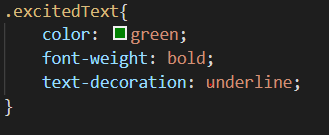 .excitedText{
    color: green;
    font-weight: bold;
    text-decoration: underline;
}